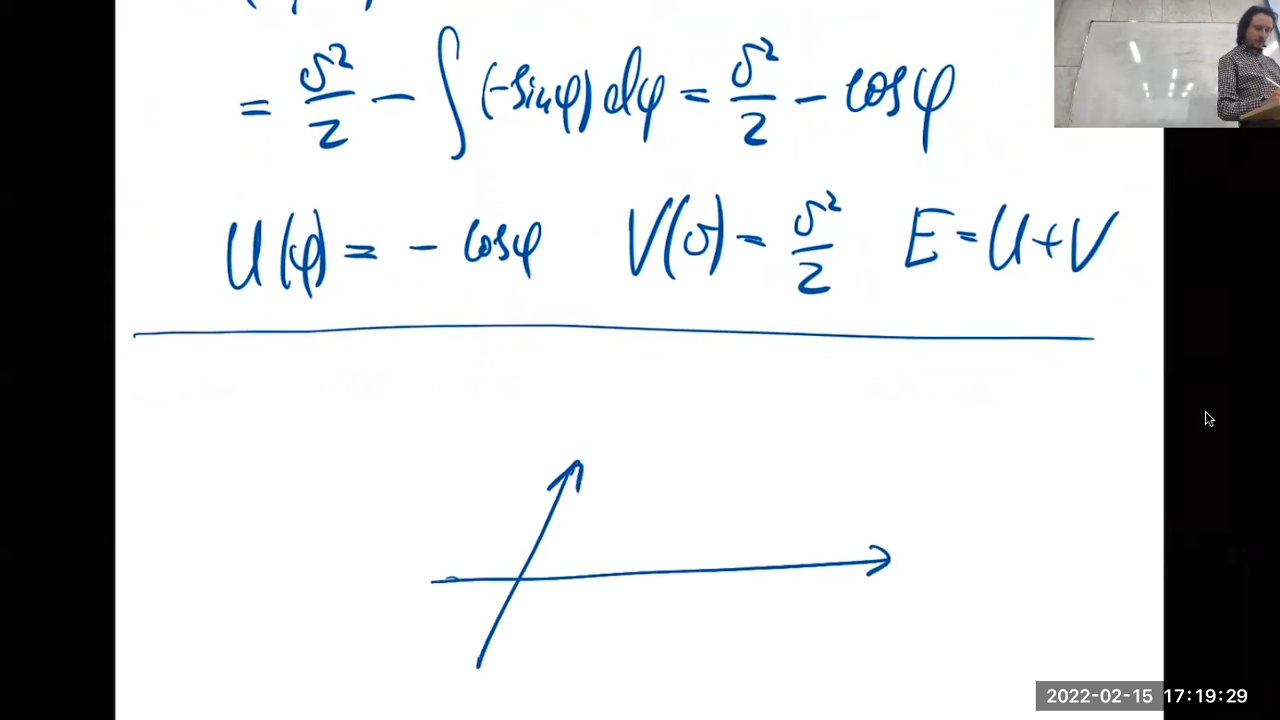 = σ²/2 − ∫(−sinφ)dφ = σ²/2 − cosφ
U(φ) = − cosφ V(σ) = σ²/2 E = U+V
2022-02-15 17:19:29